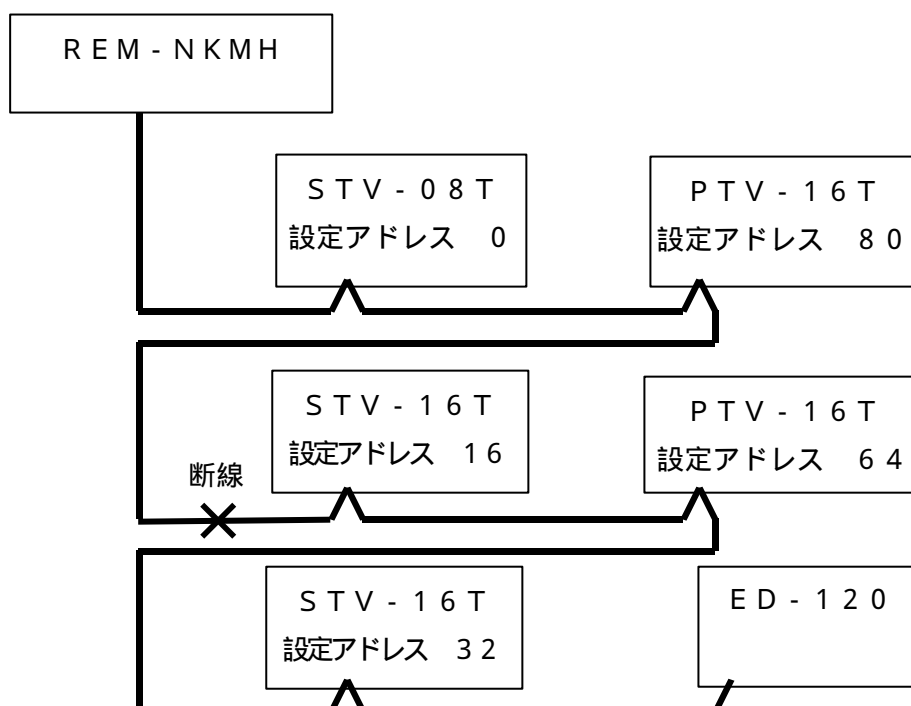 REM-NKMH
STV-08T
設定アドレス 0
PTV-16T
設定アドレス 80
STV-16T
設定アドレス 16
PTV-16T
設定アドレス 64
断線
STV-16T
設定アドレス 32
ED-120